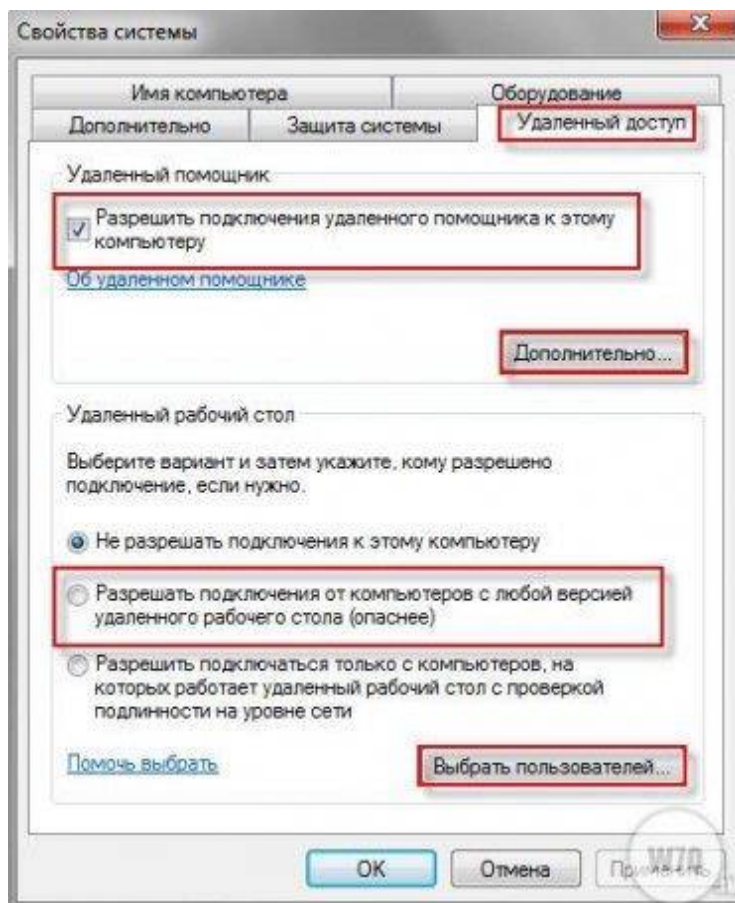 Свойства системы
Имя компьютера
Оборудование
Дополнительно
Защита системы
Удаленный доступ
Удаленный помощник
Разрешить подключения удаленного помощника к этому
компьютеру
Об удаленном помощнике
Дополнительно...
Удаленный рабочий стол
Выберите вариант и затем укажите, кому разрешено
подключение, если нужно.
Не разрешать подключения к этому компьютеру
Разрешать подключения от компьютеров с любой версией
удаленного рабочего стола (опаснее)
Разрешить подключаться только с компьютеров, на
которых работает удаленный рабочий стол с проверкой
подлинности на уровне сети
Помочь выбрать
Выбрать пользователей...
OK
Отмена